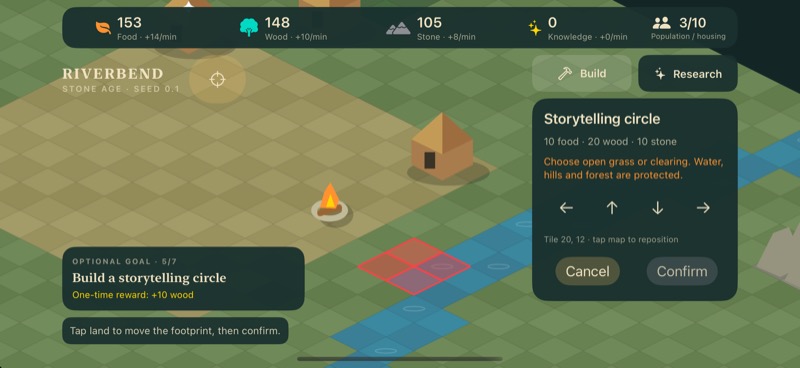 153
Food · +14/min
148
Wood · +10/min
105
Stone · +8/min
0
Knowledge · +0/min
3/10
Population / housing
RIVERBEND
STONE AGE · SEED 0.1
Build
Research
Storytelling circle
10 food · 20 wood · 10 stone
Choose open grass or clearing. Water,
hills and forest are protected.
Tile 20, 12 · tap map to reposition
Cancel
Confirm
OPTIONAL GOAL · 5/7
Build a storytelling circle
One-time reward: +10 wood
Tap land to move the footprint, then confirm.